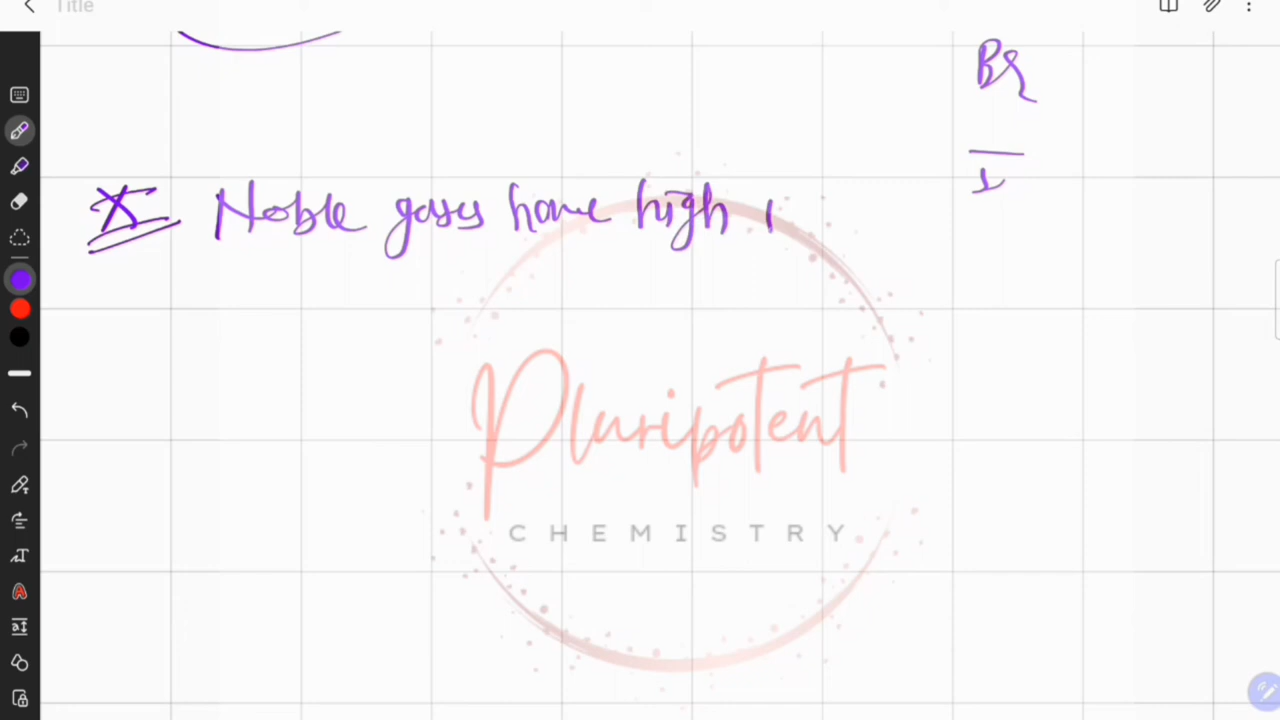 Title
Br
I
X Noble gases have high I
Pluripotent
CHEMISTRY